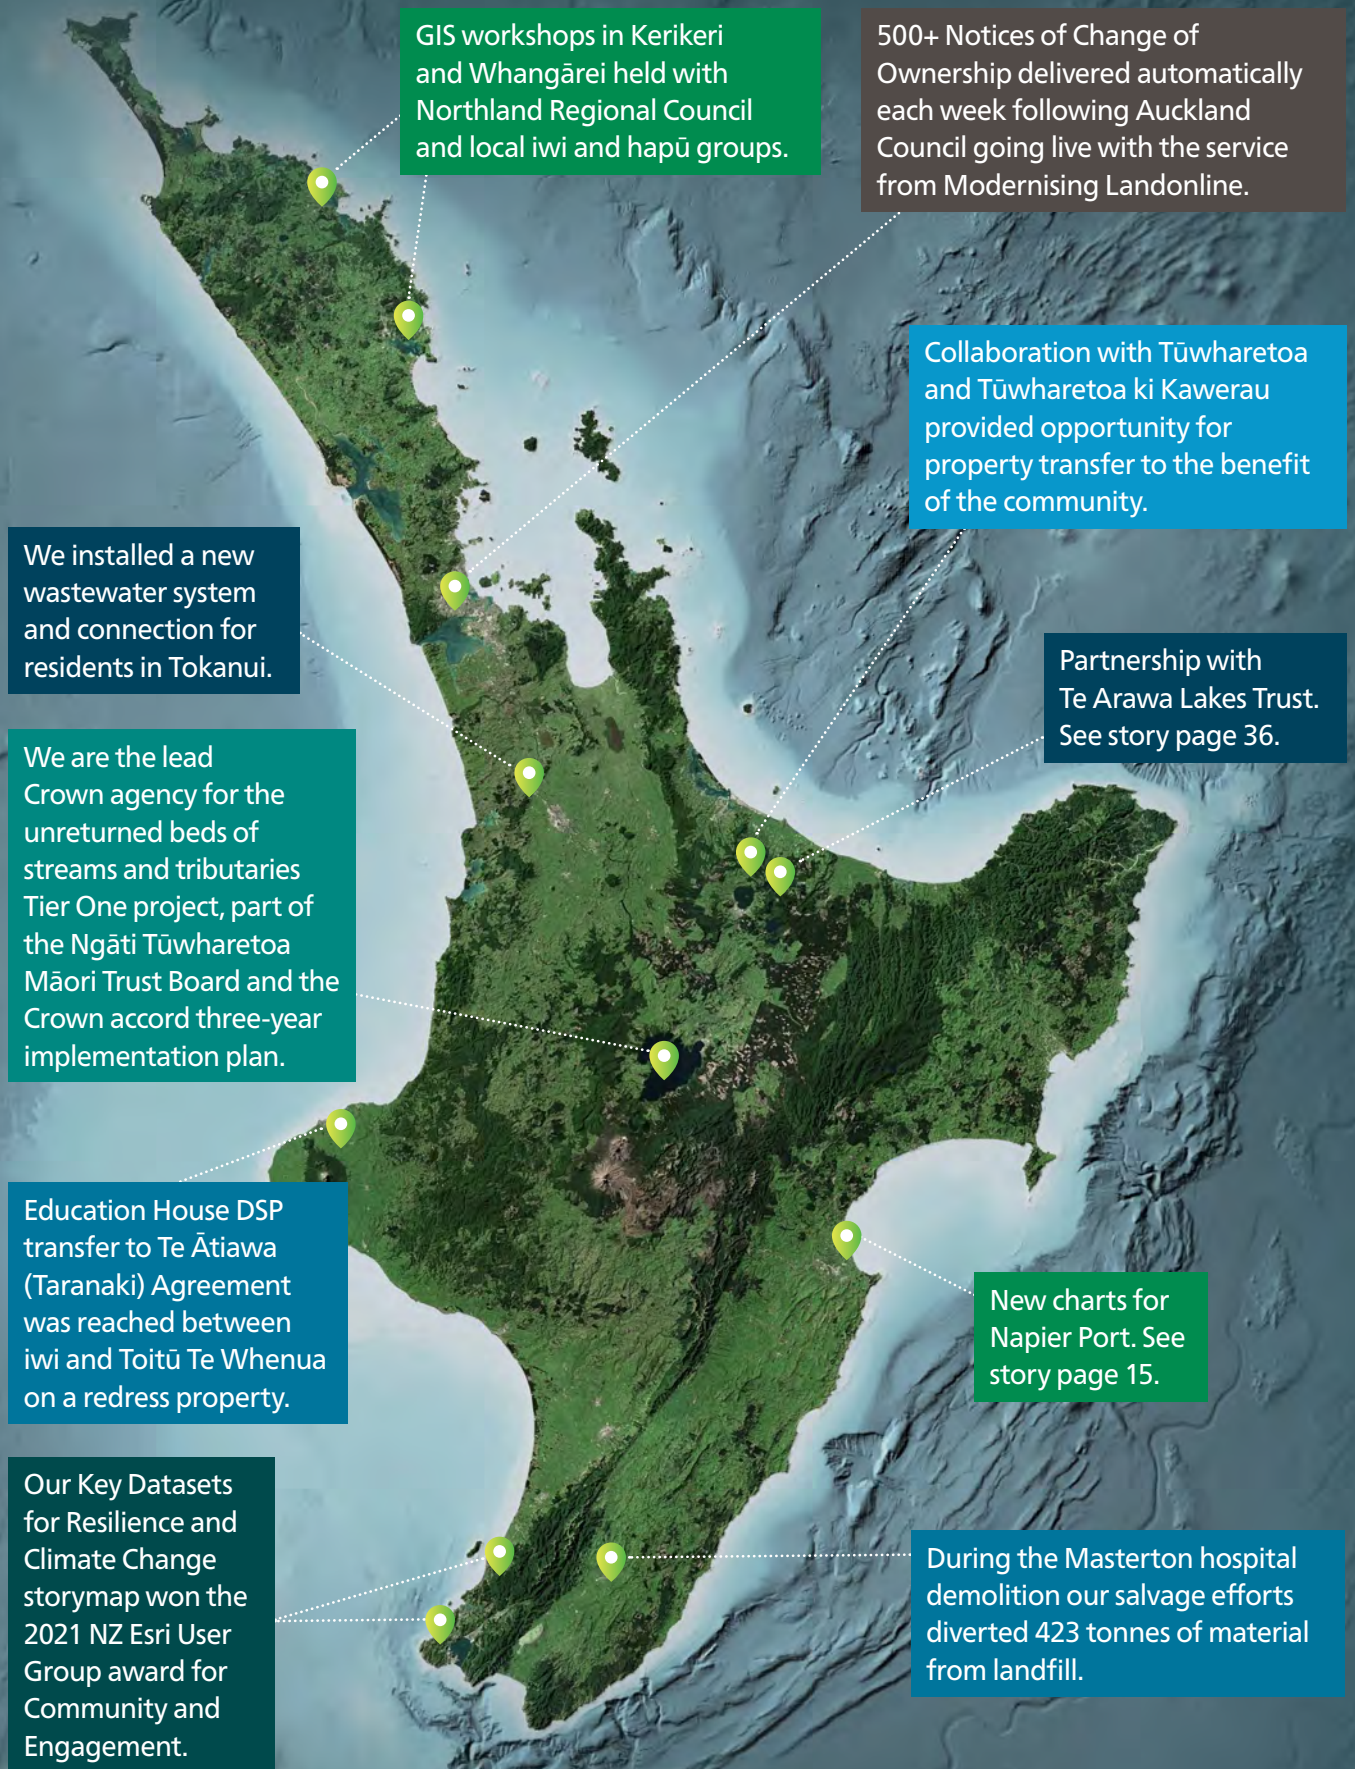 GIS workshops in Kerikeri
and Whangārei held with
Northland Regional Council
and local iwi and hapū groups.
500+ Notices of Change of
Ownership delivered automatically
each week following Auckland
Council going live with the service
from Modernising Landonline.
Collaboration with Tūwharetoa
and Tūwharetoa ki Kawerau
provided opportunity for
property transfer to the benefit
of the community.
We installed a new
wastewater system
and connection for
residents in Tokanui.
Partnership with
Te Arawa Lakes Trust.
See story page 36.
We are the lead
Crown agency for the
unreturned beds of
streams and tributaries
Tier One project, part of
the Ngāti Tūwharetoa
Māori Trust Board and the
Crown accord three-year
implementation plan.
Education House DSP
transfer to Te Ātiawa
(Taranaki) Agreement
was reached between
iwi and Toitū Te Whenua
on a redress property.
New charts for
Napier Port. See
story page 15.
Our Key Datasets
for Resilience and
Climate Change
storymap won the
2021 NZ Esri User
Group award for
Community and
Engagement.
During the Masterton hospital
demolition our salvage efforts
diverted 423 tonnes of material
from landfill.